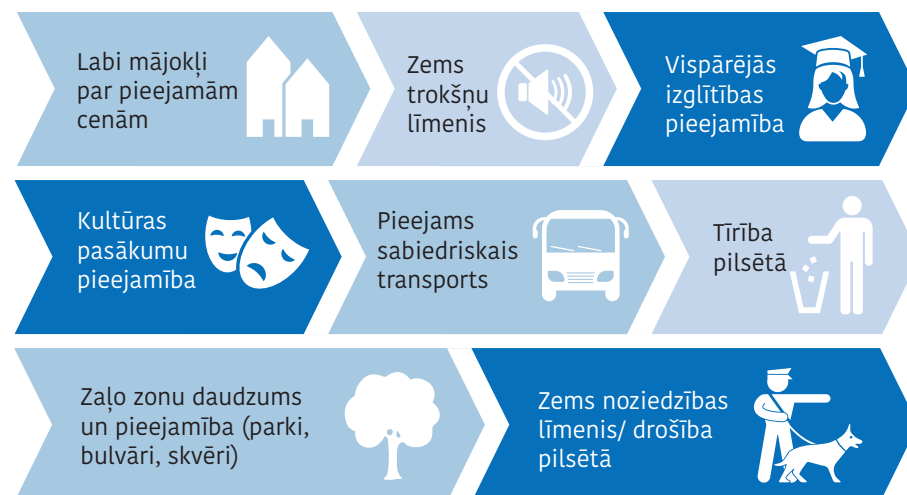 Labi mājokļi
par pieejamām
cenām
Zems
trokšņu
līmenis
Vispārējās
izglītības
pieejamība
Kultūras
pasākumu
pieejamība
Pieejams
sabiedriskais
transports
Tīrība
pilsētā
Zaļo zonu daudzums
un pieejamība (parki,
bulvāri, skvēri)
Zems noziedzības
līmenis/ drošība
pilsētā